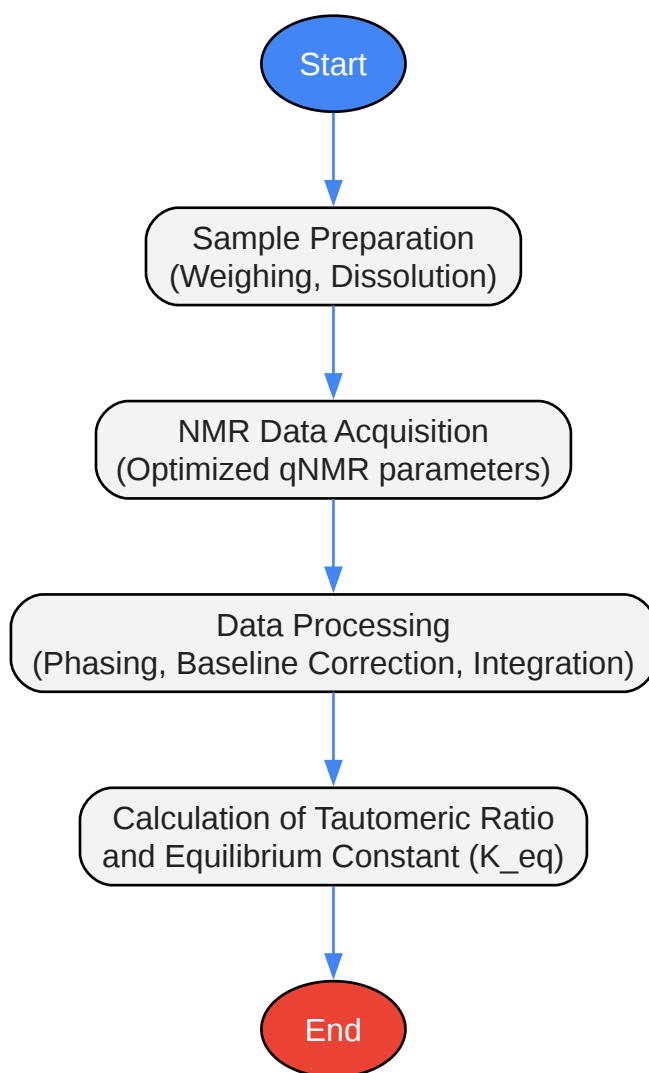 Start
Sample Preparation
(Weighing, Dissolution)
NMR Data Acquisition
(Optimized qNMR parameters)
Data Processing
(Phasing, Baseline Correction, Integration)
Calculation of Tautomeric Ratio
and Equilibrium Constant (K_eq)
End